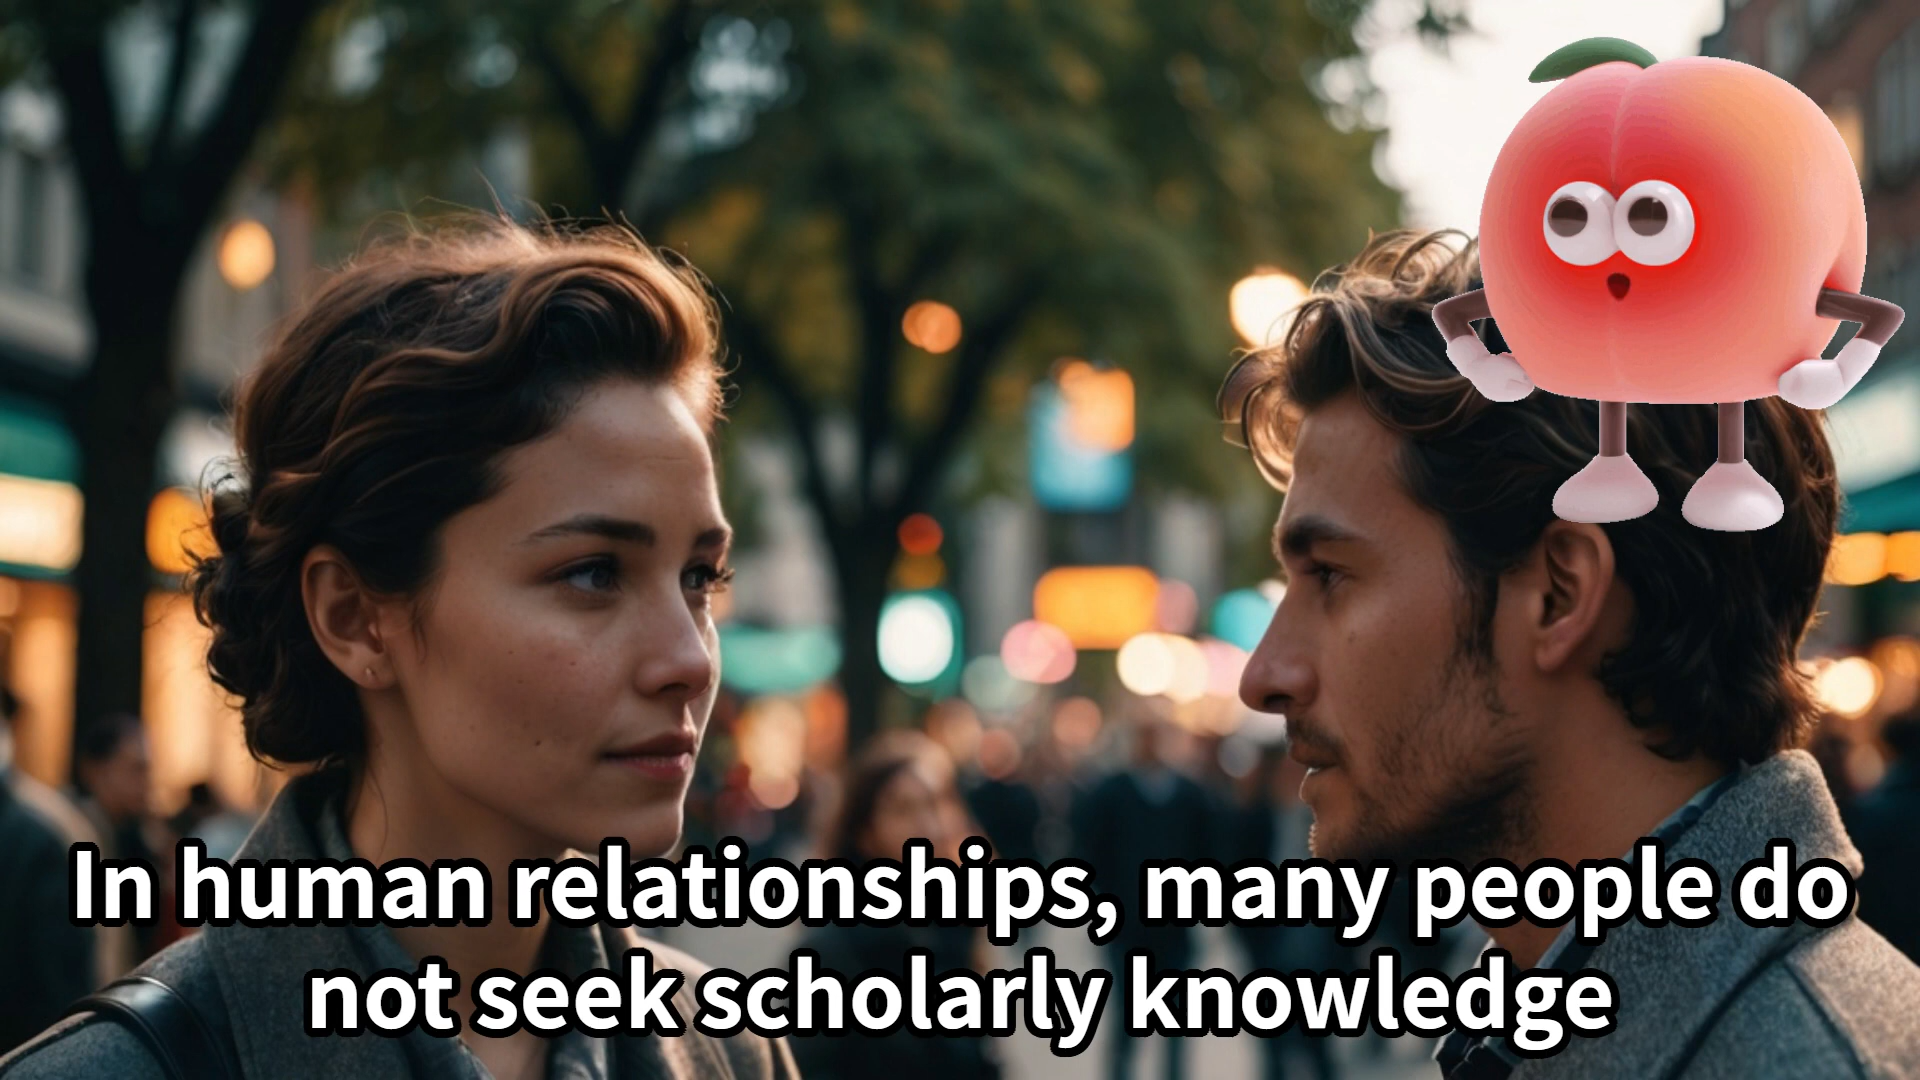 In human relationships, many people do
not seek scholarly knowledge